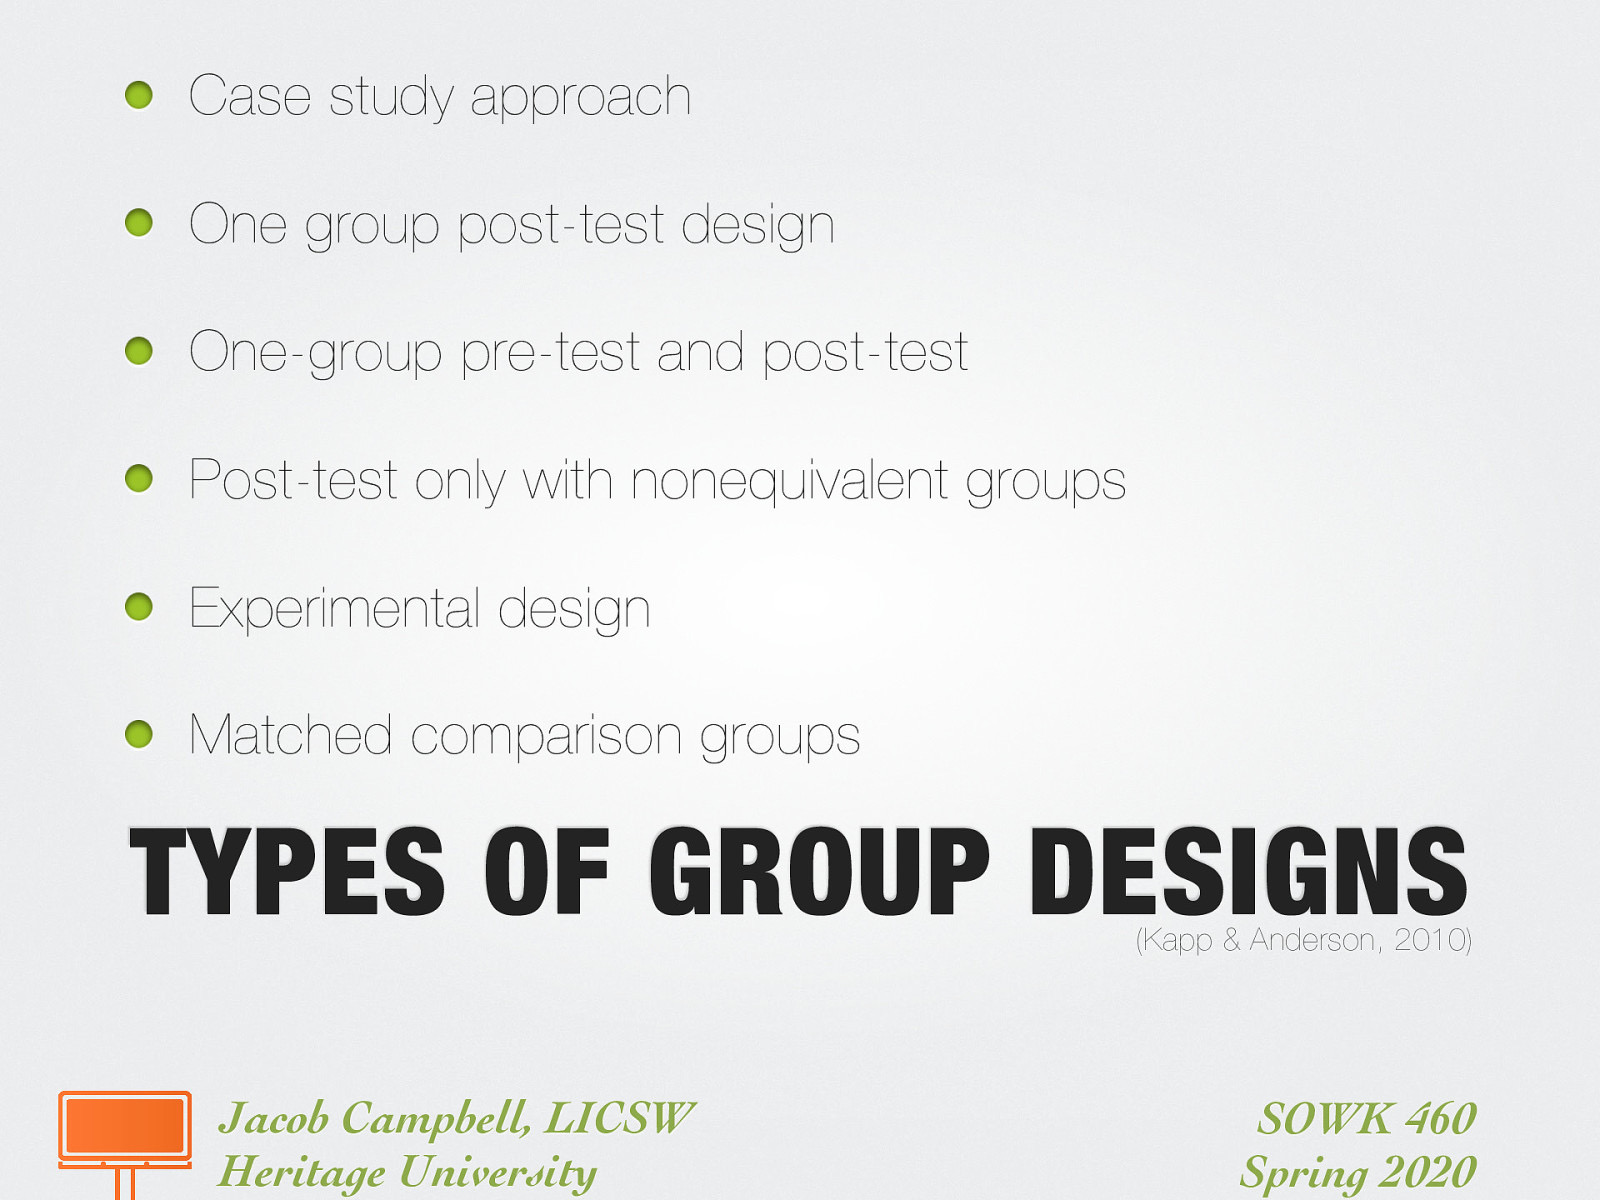 Case study approach
One group post-test design
One-group pre-test and post-test
Post-test only with nonequivalent groups
Experimental design
Matched comparison groups
TYPES OF GROUP DESIGNS
(Kapp & Anderson, 2010)
Jacob Campbell, LICSW
Heritage University
SOWK 460
Spring 2020